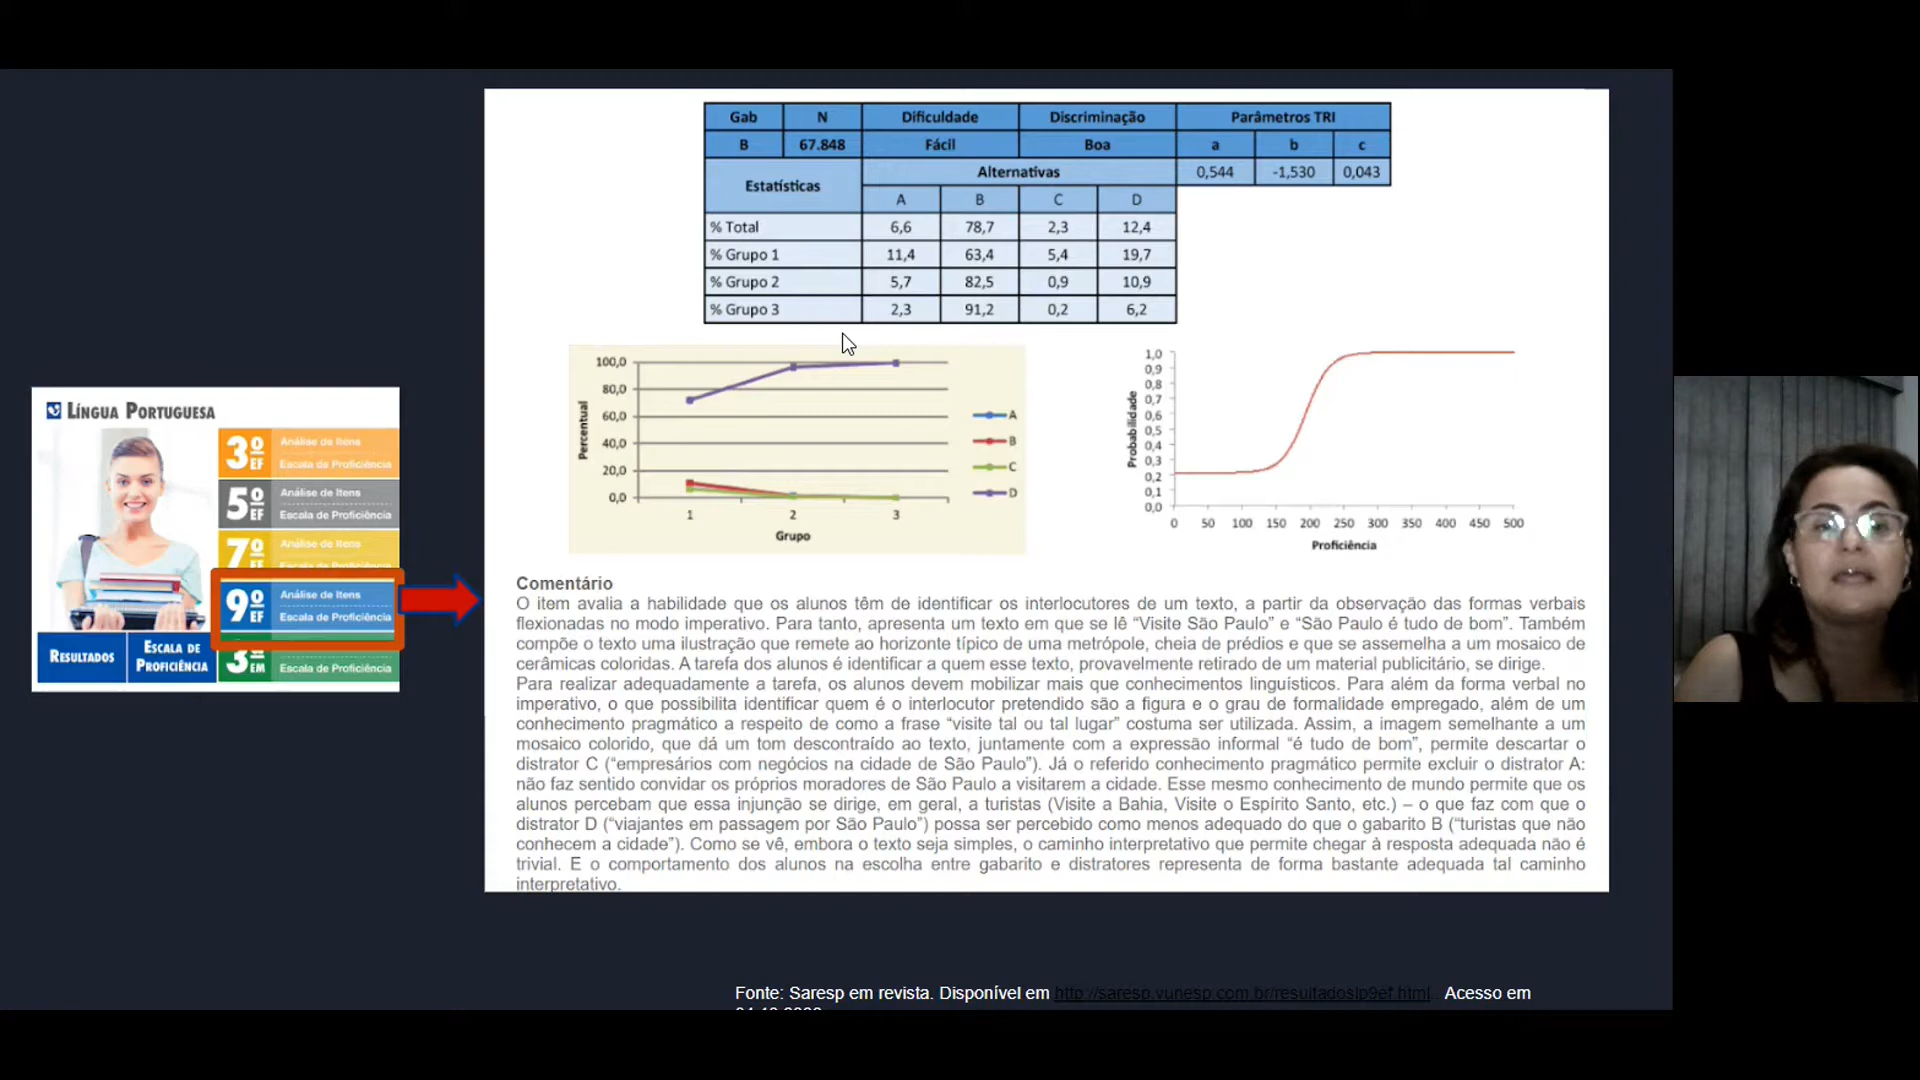 Gab N Dificuldade Discriminação Parâmetros TRI
B 67.848 Fácil Boa a b c
Estatísticas Alternativas 0,544 -1,530 0,043
A B C D
% Total 6,6 78,7 2,3 12,4
% Grupo 1 11,4 63,4 5,4 19,7
% Grupo 2 5,7 82,5 0,9 10,9
% Grupo 3 2,3 91,2 0,2 6,2
100,0
80,0
60,0
40,0
20,0
0,0
Percentual
1 2 3
Grupo
A
B
C
D
1,0
0,9
0,8
0,7
0,6
0,5
0,4
0,3
0,2
0,1
0,0
Probabilidade
0 50 100 150 200 250 300 350 400 450 500
Proficiência
LÍNGUA PORTUGUESA
3º EF Análise de Itens
Escala de Proficiência
5º EF Análise de Itens
Escala de Proficiência
7º EF Análise de Itens
Escala de Proficiência
9º EF Análise de Itens
Escala de Proficiência
3ª EM Escala de Proficiência
RESULTADOS
ESCALA DE
PROFICIÊNCIA
Comentário
O item avalia a habilidade que os alunos têm de identificar os interlocutores de um texto, a partir da observação das formas verbais
flexionadas no modo imperativo. Para tanto, apresenta um texto em que se lê “Visite São Paulo” e “São Paulo é tudo de bom”. Também
compõe o texto uma ilustração que remete ao horizonte típico de uma metrópole, cheia de prédios e que se assemelha a um mosaico de
cerâmicas coloridas. A tarefa dos alunos é identificar a quem esse texto, provavelmente retirado de um material publicitário, se dirige.
Para realizar adequadamente a tarefa, os alunos devem mobilizar mais que conhecimentos linguísticos. Para além da forma verbal no
imperativo, o que possibilita identificar quem é o interlocutor pretendido são a figura e o grau de formalidade empregado, além de um
conhecimento pragmático a respeito de como a frase “visite tal ou tal lugar” costuma ser utilizada. Assim, a imagem semelhante a um
mosaico colorido, que dá um tom descontraído ao texto, juntamente com a expressão informal “é tudo de bom”, permite descartar o
distrator C (“empresários com negócios na cidade de São Paulo”). Já o referido conhecimento pragmático permite excluir o distrator A:
não faz sentido convidar os próprios moradores de São Paulo a visitarem a cidade. Esse mesmo conhecimento de mundo permite que os
alunos percebam que essa injunção se dirige, em geral, a turistas (Visite a Bahia, Visite o Espírito Santo, etc.) – o que faz com que o
distrator D (“viajantes em passagem por São Paulo”) possa ser percebido como menos adequado do que o gabarito B (“turistas que não
conhecem a cidade”). Como se vê, embora o texto seja simples, o caminho interpretativo que permite chegar à resposta adequada não é
trivial. E o comportamento dos alunos na escolha entre gabarito e distratores representa de forma bastante adequada tal caminho
interpretativo.
Fonte: Saresp em revista. Disponível em http://saresp.vunesp.com.br/resultadoslp9ef.html. Acesso em